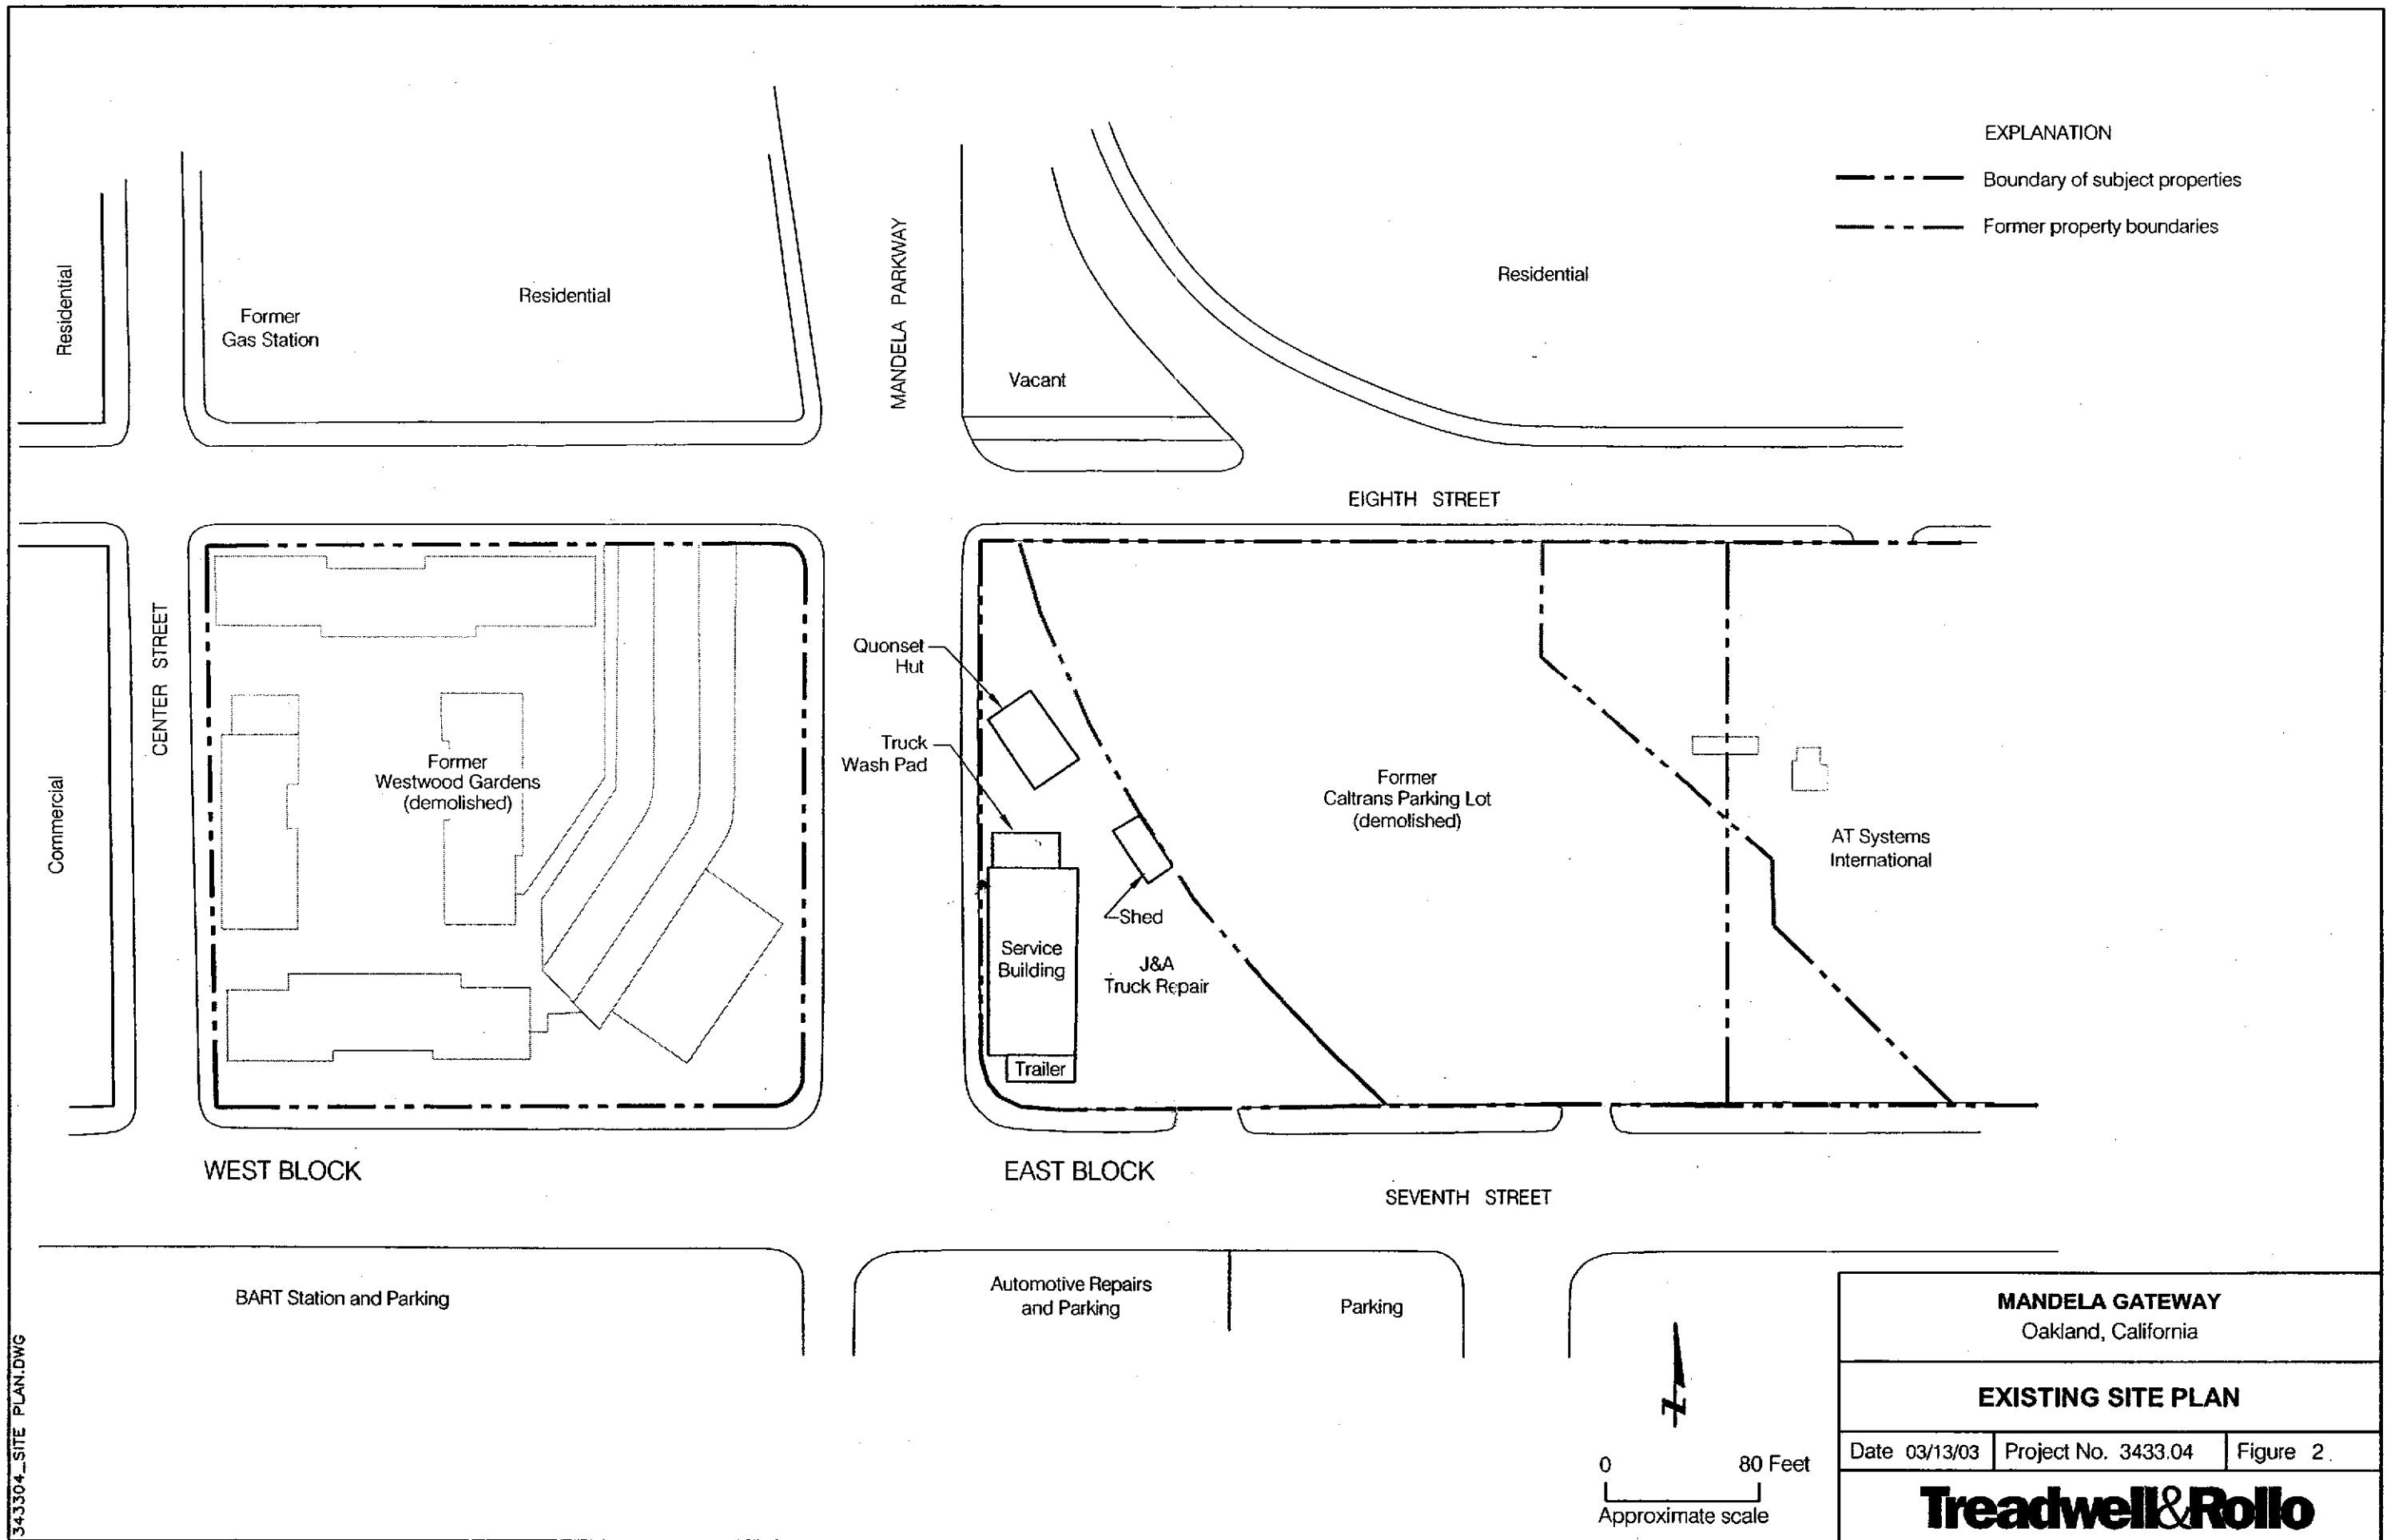 EXPLANATION
Boundary of subject properties
Former property boundaries
Residential
Former
Gas Station
Residential
MANDELA PARKWAY
Vacant
Residential
EIGHTH STREET
CENTER STREET
Commercial
Former
Westwood Gardens
(demolished)
Quonset
Hut
Truck
Wash Pad
Shed
Service
Building
J&A
Truck Repair
Trailer
Former
Caltrans Parking Lot
(demolished)
AT Systems
International
WEST BLOCK
EAST BLOCK
SEVENTH STREET
BART Station and Parking
Automotive Repairs
and Parking
Parking
Z
0 80 Feet
Approximate scale
MANDELA GATEWAY
Oakland, California
EXISTING SITE PLAN
Date 03/13/03 Project No. 3433.04 Figure 2
Treadwell&Rollo
343304_SITE PLAN.DWG